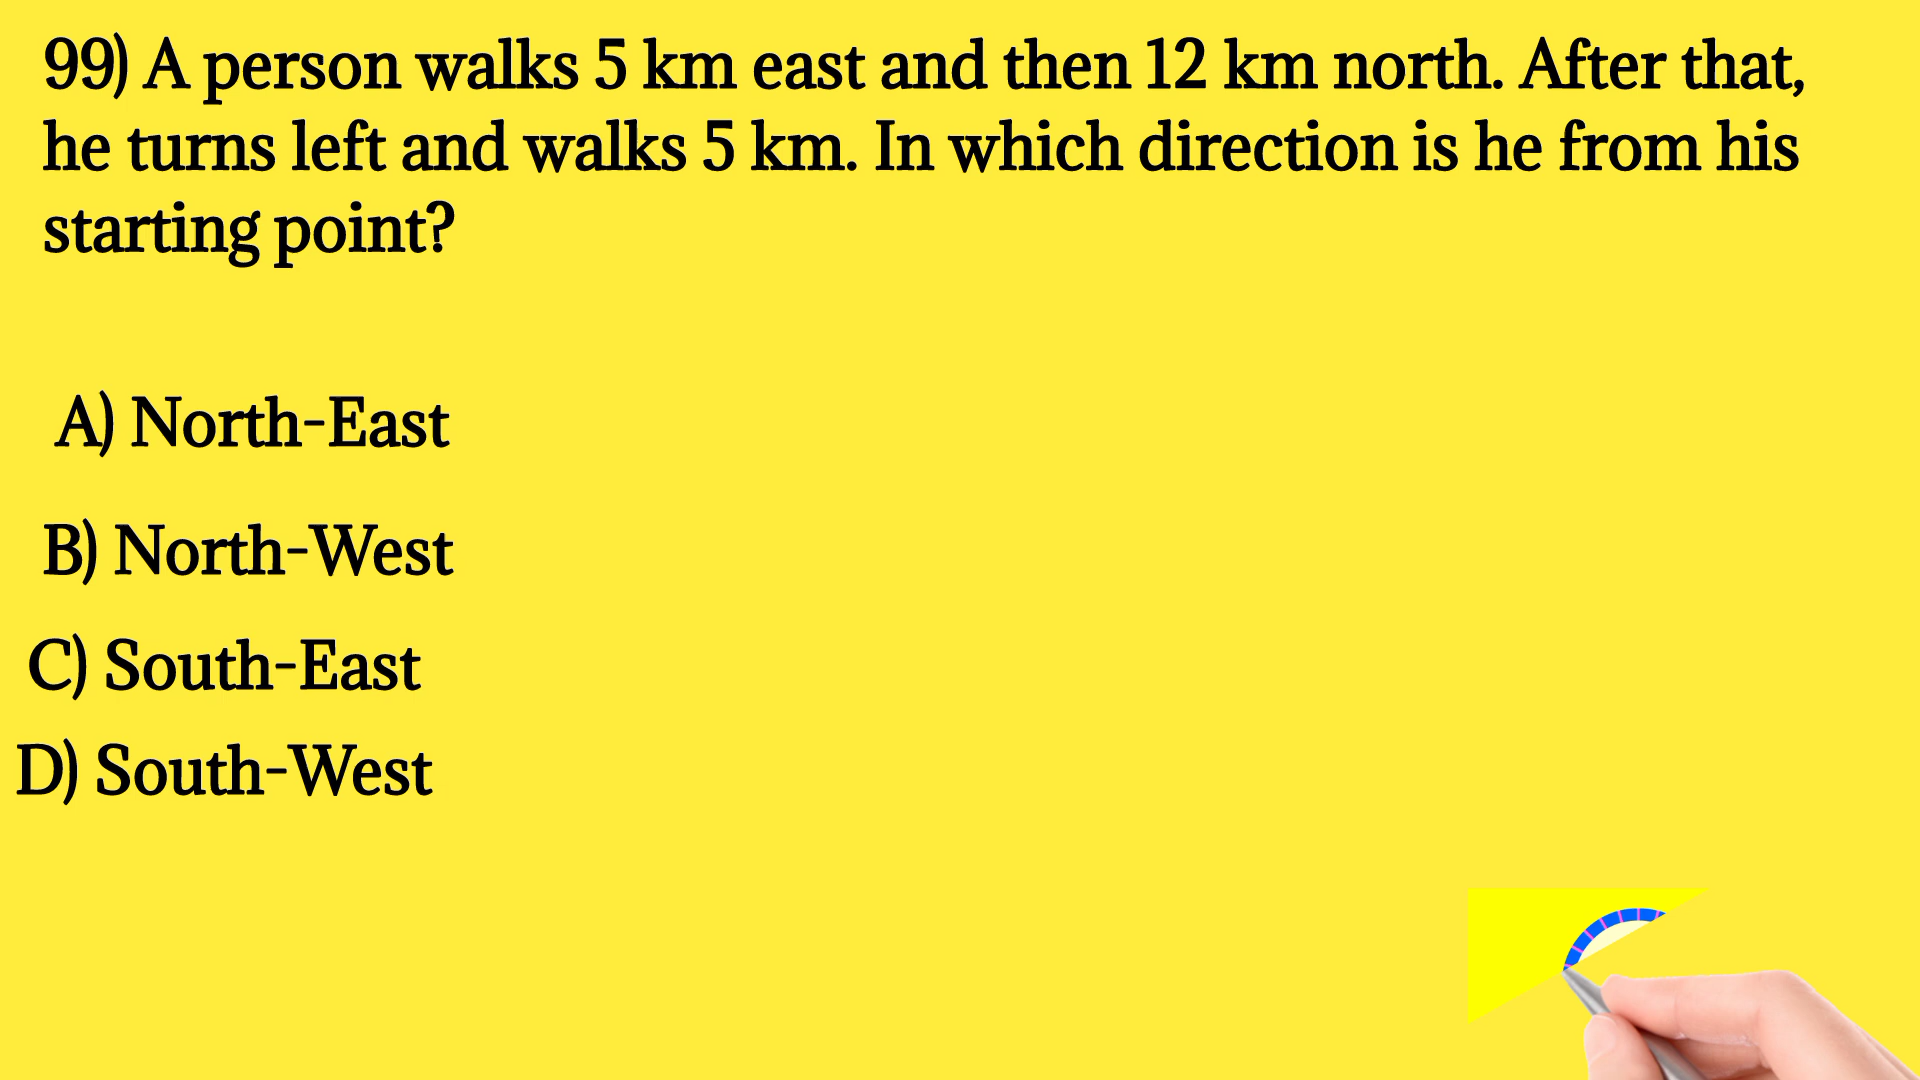 99) A person walks 5 km east and then 12 km north. After that,
he turns left and walks 5 km. In which direction is he from his
starting point?
A) North-East
B) North-West
C) South-East
D) South-West